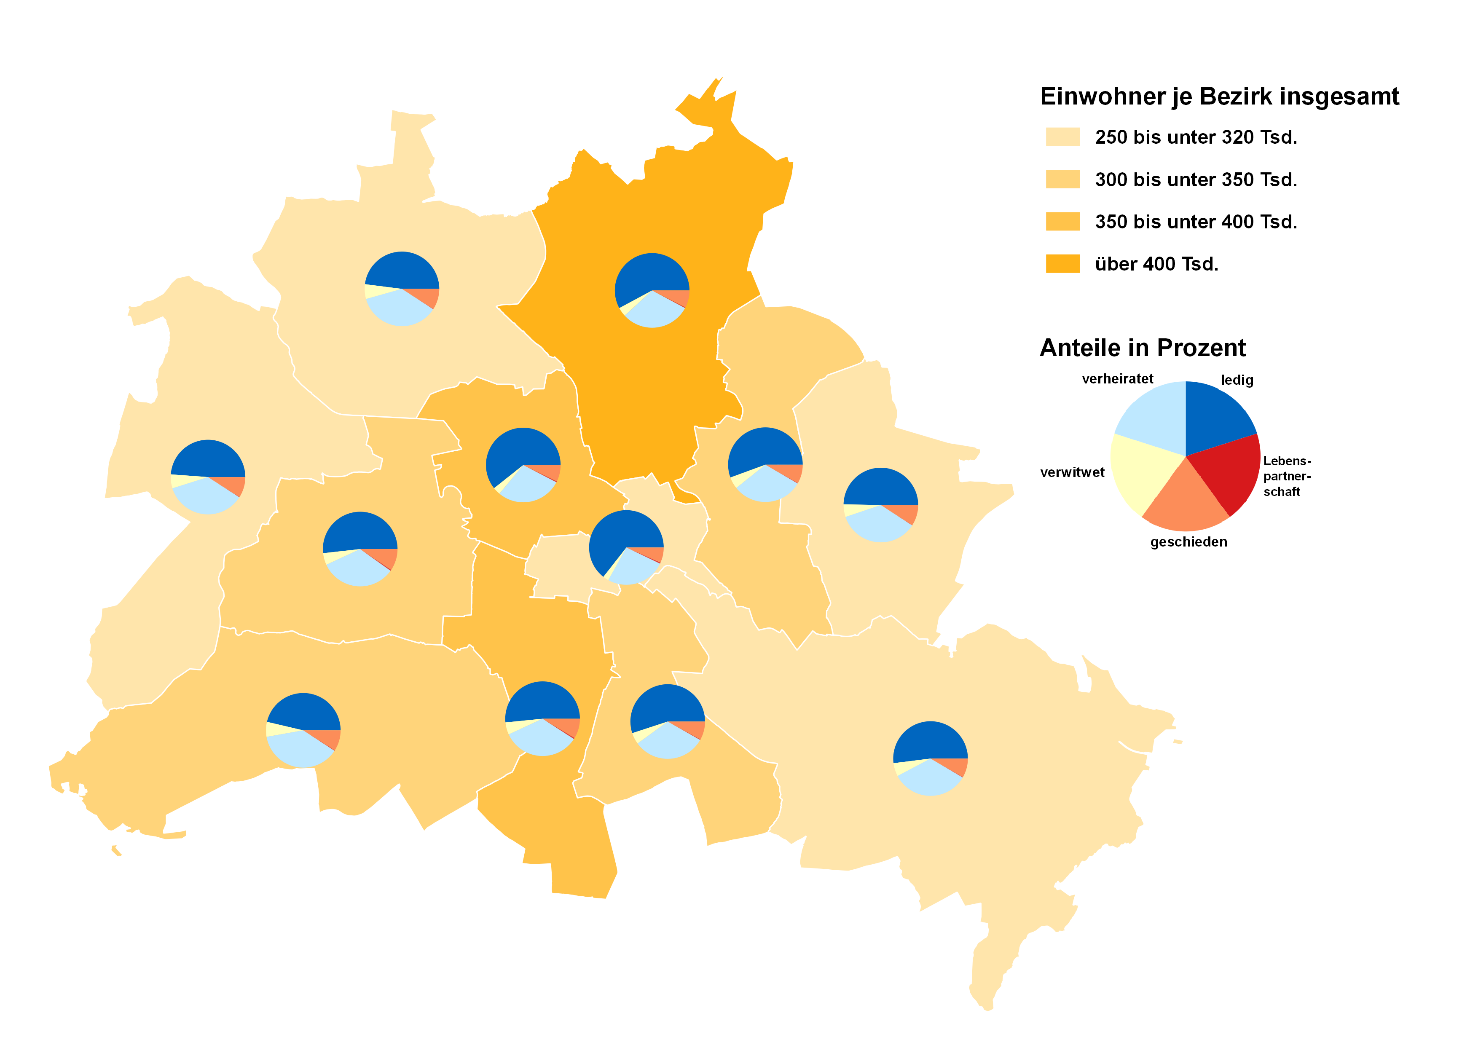 Einwohner je Bezirk insgesamt
250 bis unter 320 Tsd.
300 bis unter 350 Tsd.
350 bis unter 400 Tsd.
über 400 Tsd.
Anteile in Prozent
verheiratet
ledig
verwitwet
Lebens-
partner-
schaft
geschieden